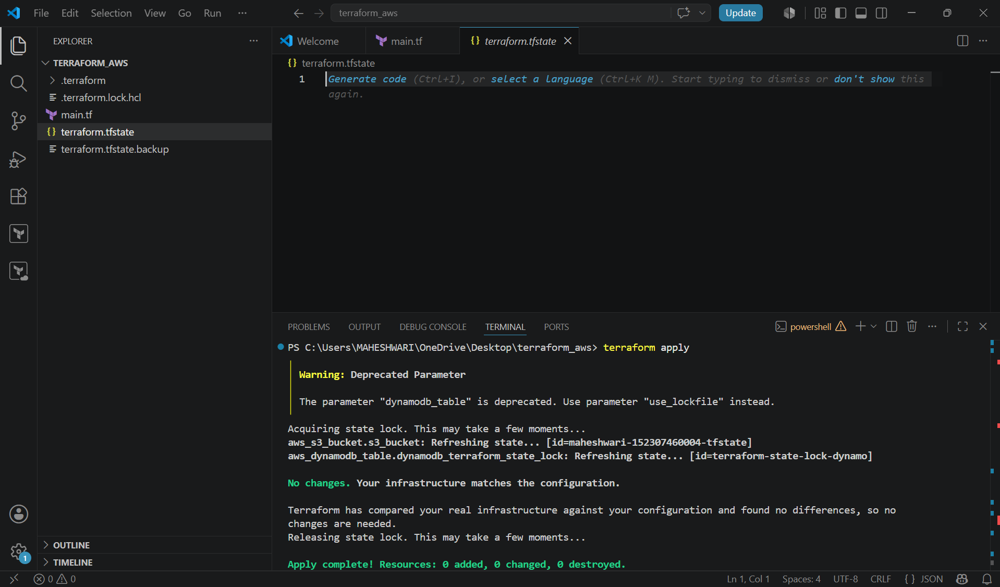 File Edit Selection View Go Run ···
terraform_aws
Update
EXPLORER
TERRAFORM_AWS
.terraform
.terraform.lock.hcl
main.tf
terraform.tfstate
terraform.tfstate.backup
OUTLINE
TIMELINE
1
Welcome
main.tf
terraform.tfstate
terraform.tfstate
1
Generate code (Ctrl+I), or select a language (Ctrl+K M). Start typing to dismiss or don't show this
again.
PROBLEMS OUTPUT DEBUG CONSOLE TERMINAL PORTS
powershell
PS C:\Users\MAHESHWARI\OneDrive\Desktop\terraform_aws> terraform apply
Warning: Deprecated Parameter
The parameter "dynamodb_table" is deprecated. Use parameter "use_lockfile" instead.
Acquiring state lock. This may take a few moments...
aws_s3_bucket.s3_bucket: Refreshing state... [id=maheshwari-152307460004-tfstate]
aws_dynamodb_table.dynamodb_terraform_state_lock: Refreshing state... [id=terraform-state-lock-dynamo]
No changes. Your infrastructure matches the configuration.
Terraform has compared your real infrastructure against your configuration and found no differences, so no
changes are needed.
Releasing state lock. This may take a few moments...
Apply complete! Resources: 0 added, 0 changed, 0 destroyed.
0 0
Ln 1, Col 1 Spaces: 4 UTF-8 CRLF { } JSON